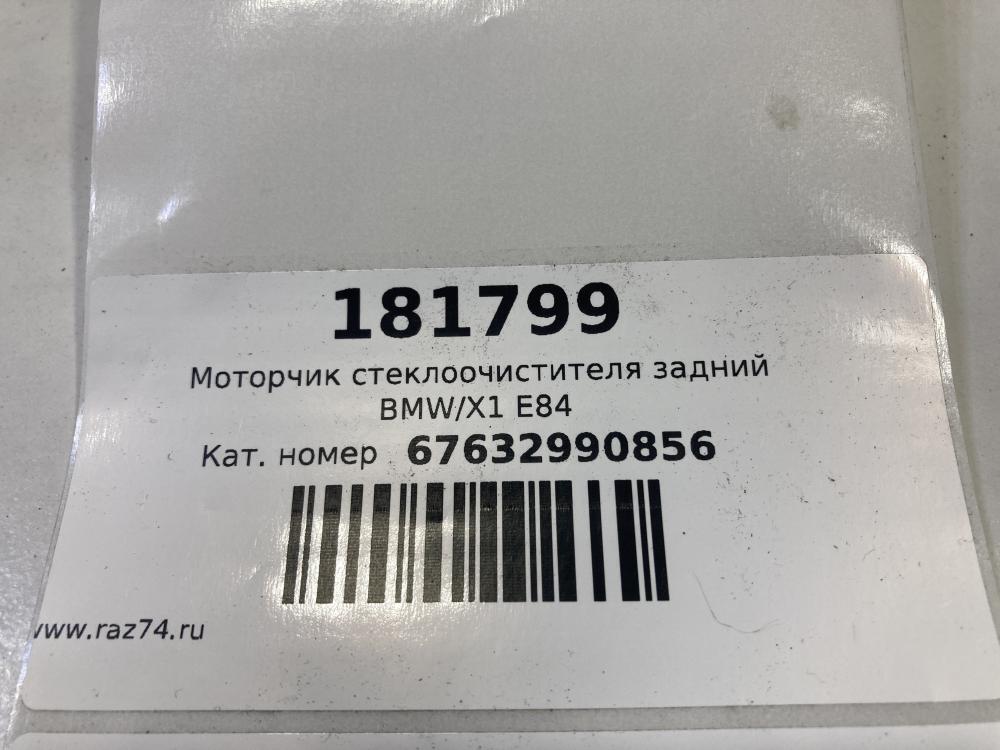 181799
Моторчик стеклоочистителя задний
BMW/X1 E84
Кат. номер 67632990856
www.raz74.ru